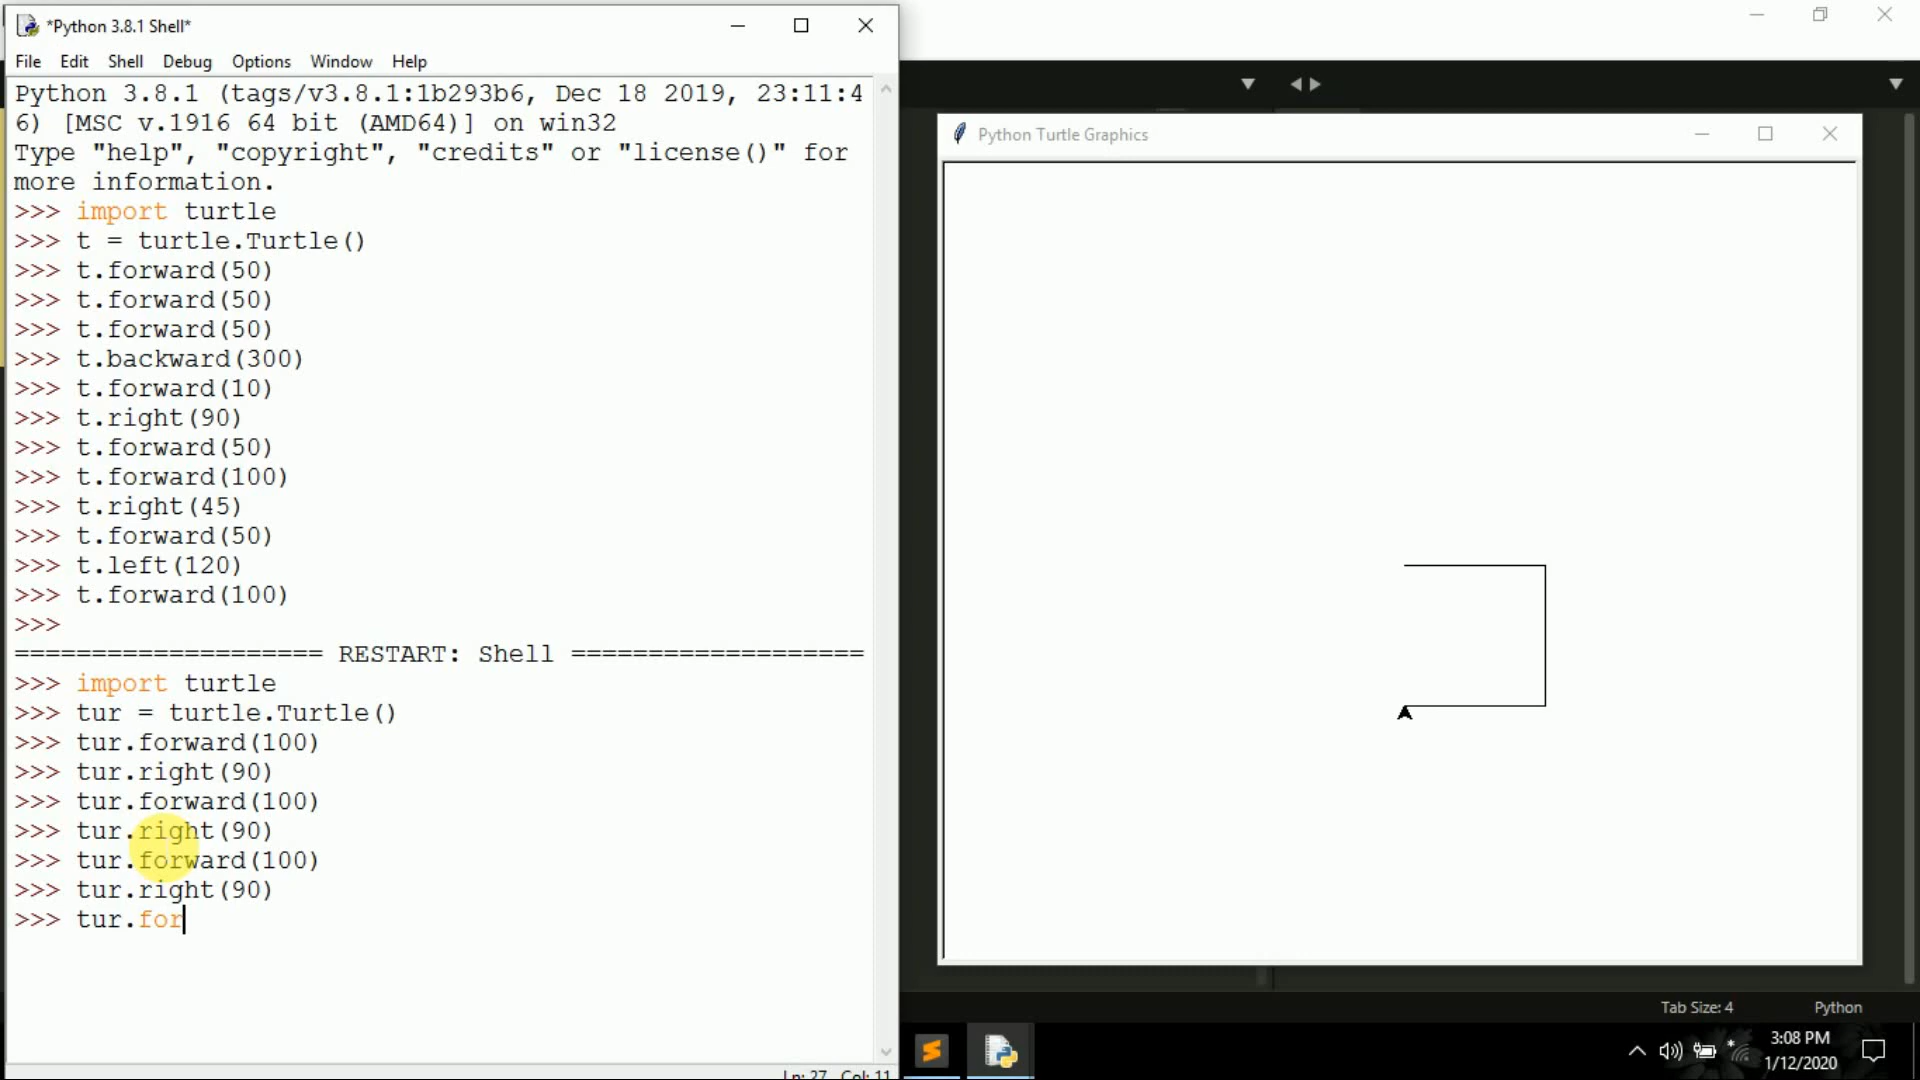 *Python 3.8.1 Shell*
File Edit Shell Debug Options Window Help
Python 3.8.1 (tags/v3.8.1:1b293b6, Dec 18 2019, 23:11:4
6) [MSC v.1916 64 bit (AMD64)] on win32
Type "help", "copyright", "credits" or "license()" for
more information.
>>> import turtle
>>> t = turtle.Turtle()
>>> t.forward(50)
>>> t.forward(50)
>>> t.forward(50)
>>> t.backward(300)
>>> t.forward(10)
>>> t.right(90)
>>> t.forward(50)
>>> t.forward(100)
>>> t.right(45)
>>> t.forward(50)
>>> t.left(120)
>>> t.forward(100)
>>>
==================== RESTART: Shell ===================
>>> import turtle
>>> tur = turtle.Turtle()
>>> tur.forward(100)
>>> tur.right(90)
>>> tur.forward(100)
>>> tur.right(90)
>>> tur.forward(100)
>>> tur.right(90)
>>> tur.for
Ln: 27 Col: 11
Python Turtle Graphics
Tab Size: 4 Python
3:08 PM
1/12/2020